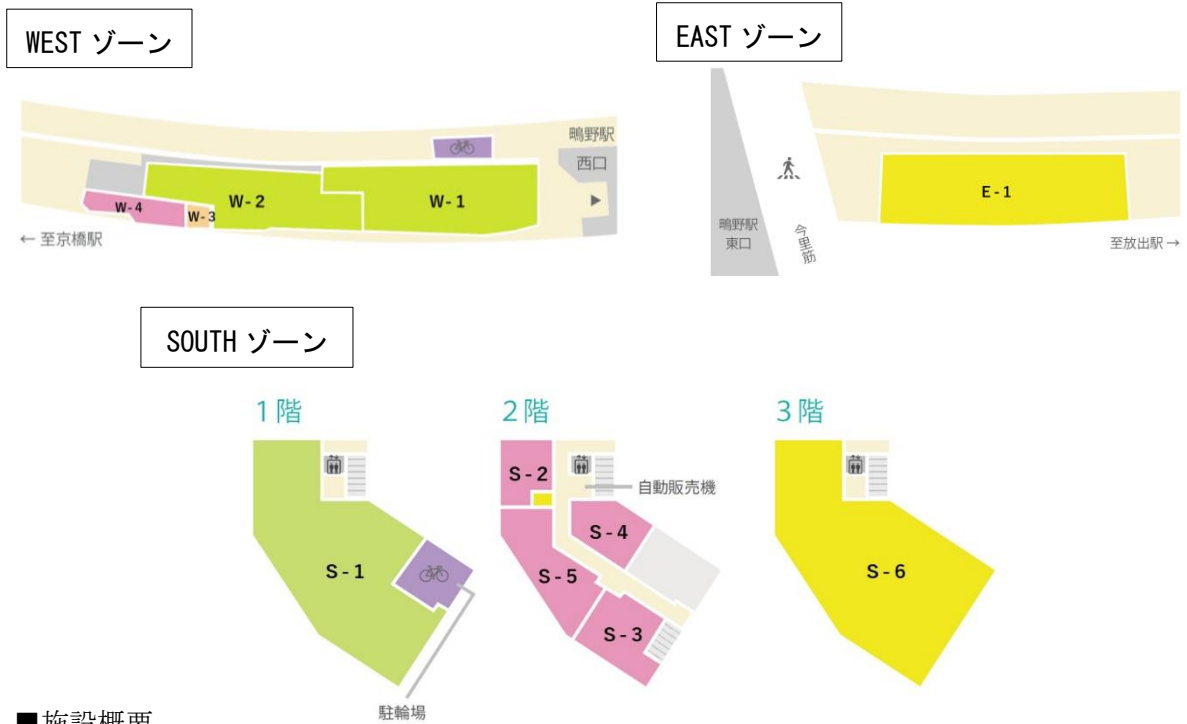 WEST ゾーン
EAST ゾーン
鴫野駅
西口
W-4
W-3
W-2
W-1
← 至京橋駅
E-1
鴫野駅
東口
今里筋
至放出駅 →
SOUTH ゾーン
1階
2階
3階
S-1
駐輪場
S-2
自動販売機
S-4
S-5
S-3
S-6
■施設概要